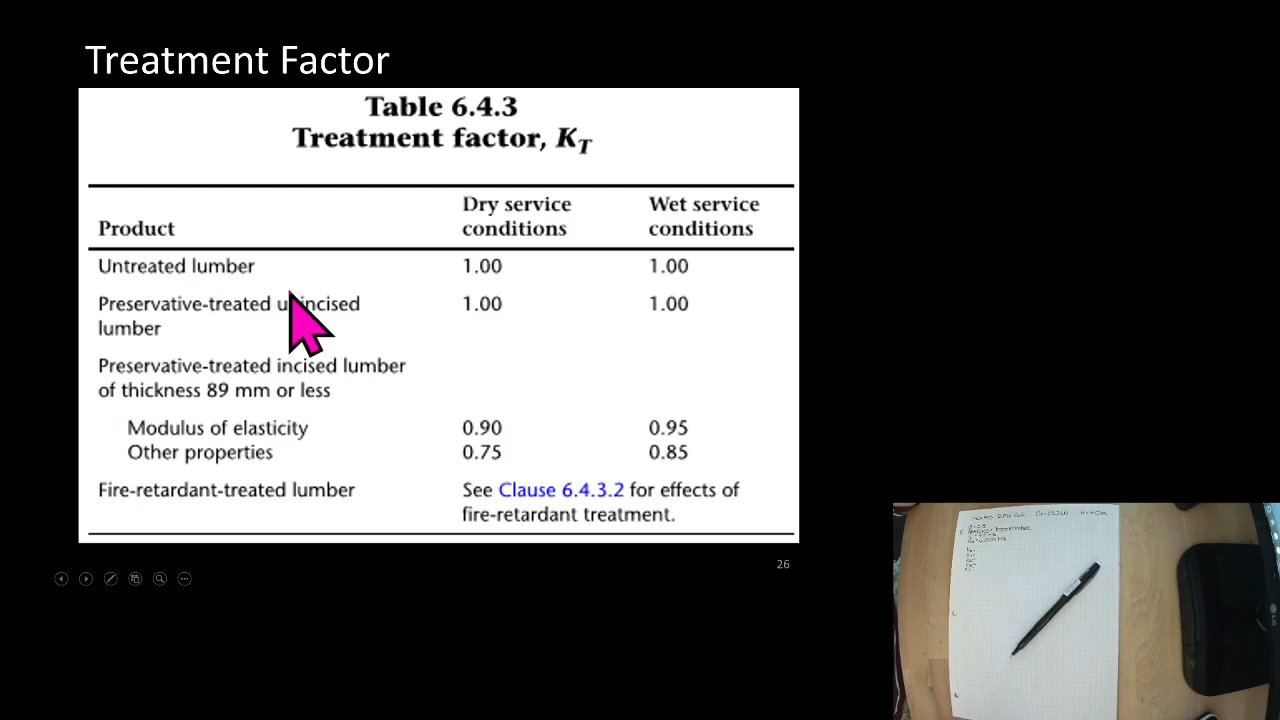 Treatment Factor
Table 6.4.3
Treatment factor, K_T
Product
Dry service conditions
Wet service conditions
Untreated lumber 1.00 1.00
Preservative-treated unincised 1.00 1.00
lumber
Preservative-treated incised lumber
of thickness 89 mm or less
Modulus of elasticity 0.90 0.95
Other properties 0.75 0.85
Fire-retardant-treated lumber See Clause 6.4.3.2 for effects of
fire-retardant treatment.
26
LG